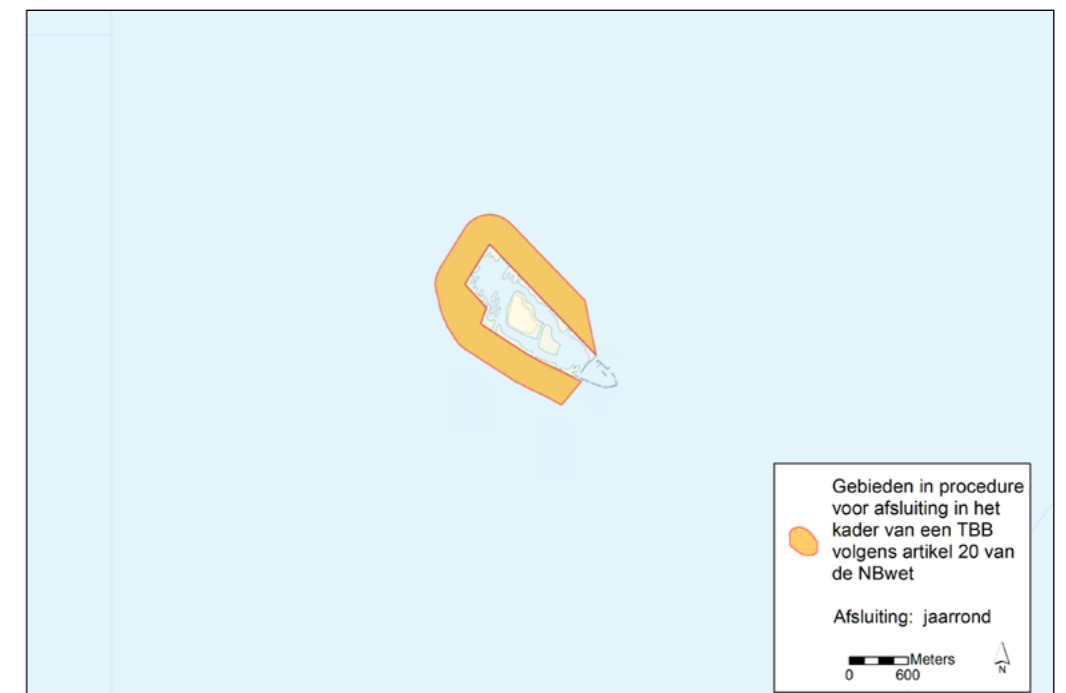 Gebieden in procedure
voor afsluiting in het
kader van een TBB
volgens artikel 20 van
de NBwet
Afsluiting: jaarrond
Meters
0 600
N